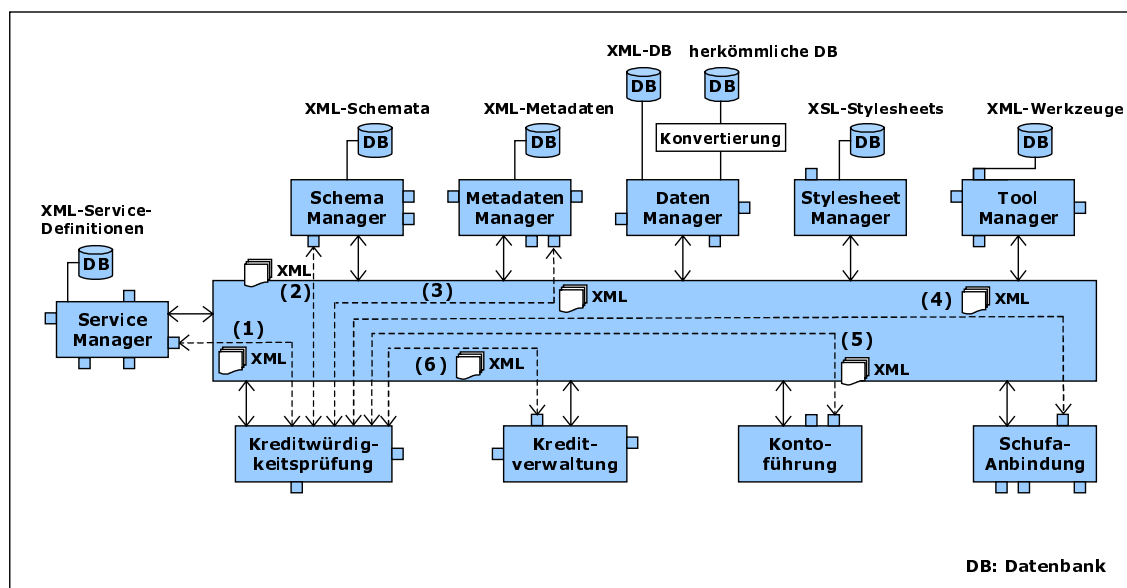 XML-DB
herkömmliche DB
DB
DB
XML-Schemata
XML-Metadaten
XSL-Stylesheets
XML-Werkzeuge
DB
DB
Konvertierung
DB
DB
Schema
Manager
Metadaten
Manager
Daten
Manager
Stylesheet
Manager
Tool
Manager
XML-Service-
Definitionen
DB
XML
(2)
(3)
XML
(4)
XML
Service
Manager
(1)
XML
(6)
XML
(5)
XML
Kreditwürdig-
keitsprüfung
Kredit-
verwaltung
Konto-
führung
Schufa-
Anbindung
DB: Datenbank